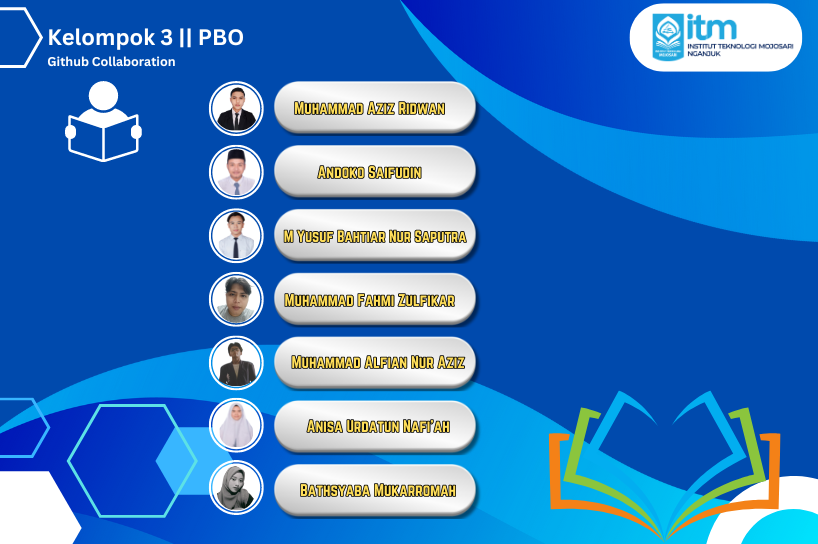 Kelompok 3 || PBO
Github Collaboration
itm
INSTITUT TEKNOLOGI MOJOSARI
NGANJUK
Muhammad Aziz Ridwan
Andoko Saifudin
M Yusuf Bahtiar Nur Saputra
Muhammad Fahmi Zulfikar
Muhammad Alfian Nur Aziz
Anisa Urdatun Nafi'ah
Bathsyaba Mukarromah